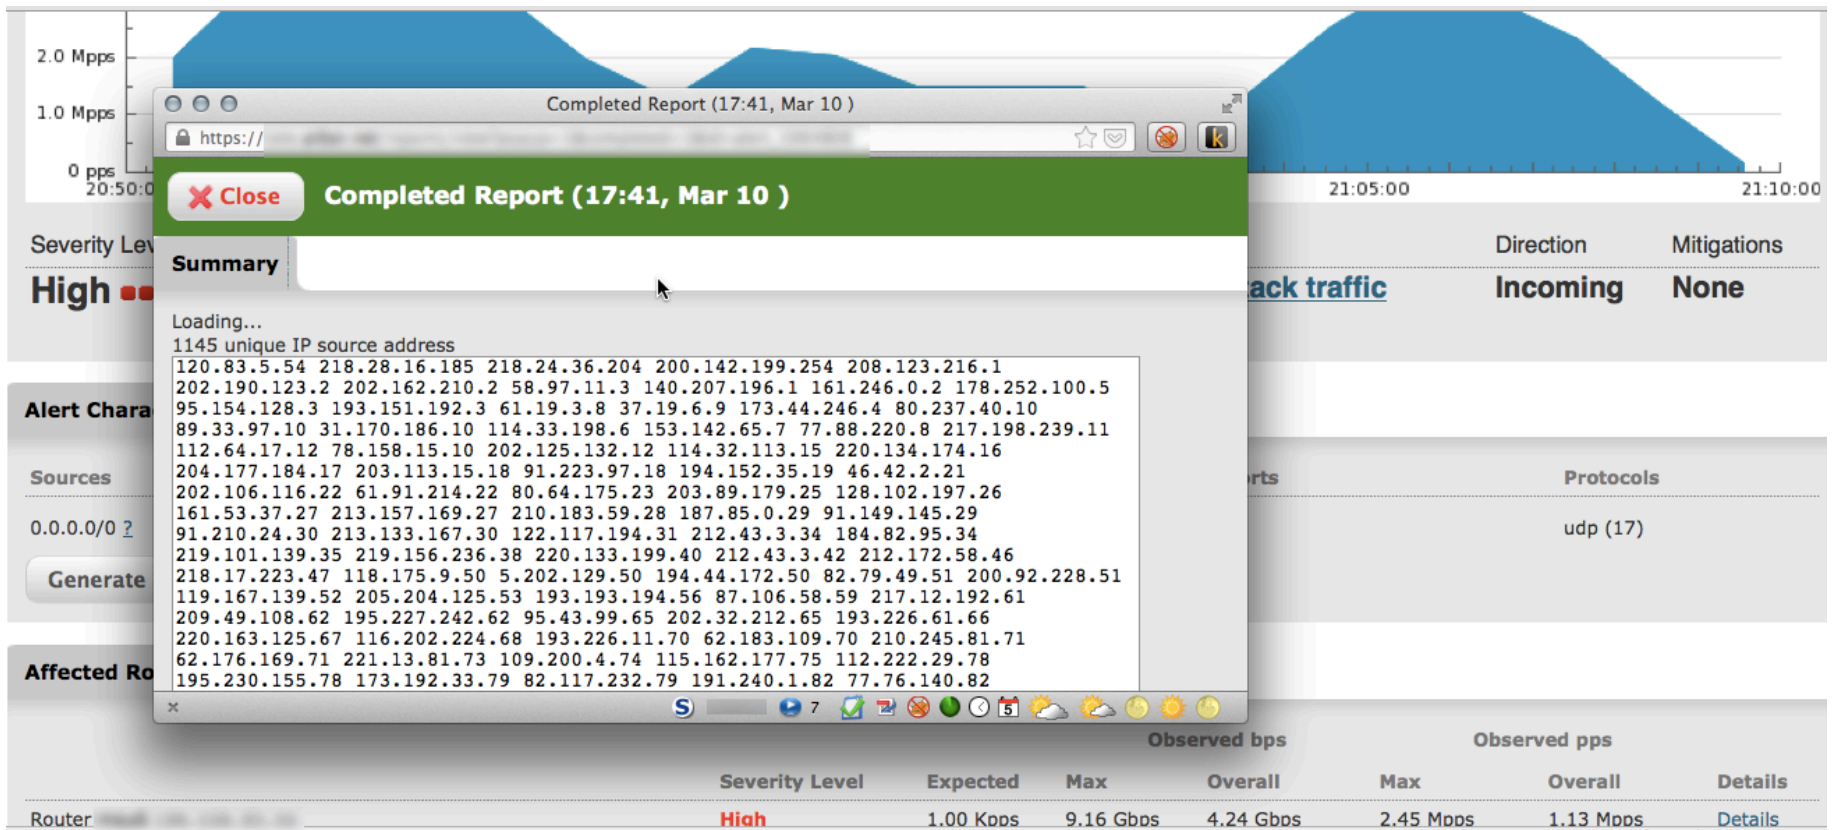 2.0 Mpps
1.0 Mpps
0 pps
20:50:0
21:05:00
21:10:00
Completed Report (17:41, Mar 10 )
https://
Close
Completed Report (17:41, Mar 10 )
Summary
Severity Lev
High
ack traffic
Direction
Incoming
Mitigations
None
Loading...
1145 unique IP source address
120.83.5.54 218.28.16.185 218.24.36.204 200.142.199.254 208.123.216.1
202.190.123.2 202.162.210.2 58.97.11.3 140.207.196.1 161.246.0.2 178.252.100.5
95.154.128.3 193.151.192.3 61.19.3.8 37.19.6.9 173.44.246.4 80.237.40.10
89.33.97.10 31.170.186.10 114.33.198.6 153.142.65.7 77.88.220.8 217.198.239.11
112.64.17.12 78.158.15.10 202.125.132.12 114.32.113.15 220.134.174.16
204.177.184.17 203.113.15.18 91.223.97.18 194.152.35.19 46.42.2.21
202.106.116.22 61.91.214.22 80.64.175.23 203.89.179.25 128.102.197.26
161.53.37.27 213.157.169.27 210.183.59.28 187.85.0.29 91.149.145.29
91.210.24.30 213.133.167.30 122.117.194.31 212.43.3.34 184.82.95.34
219.101.139.35 219.156.236.38 220.133.199.40 212.43.3.42 212.172.58.46
218.17.223.47 118.175.9.50 5.202.129.50 194.44.172.50 82.79.49.51 200.92.228.51
119.167.139.52 205.204.125.53 193.193.194.56 87.106.58.59 217.12.192.61
209.49.108.62 195.227.242.62 95.43.99.65 202.32.212.65 193.226.61.66
220.163.125.67 116.202.224.68 193.226.11.70 62.183.109.70 210.245.81.71
62.176.169.71 221.13.81.73 109.200.4.74 115.162.177.75 112.222.29.78
195.230.155.78 173.192.33.79 82.117.232.79 191.240.1.82 77.76.140.82
Alert Chara
Sources
rts
Protocols
0.0.0.0/0 ?
udp (17)
Generate
Affected Ro
7
5
Observed bps
Observed pps
Severity Level
Expected
Max
Overall
Max
Overall
Details
Router
High
1.00 Kpps
9.16 Gbps
4.24 Gbps
2.45 Mpps
1.13 Mpps
Details